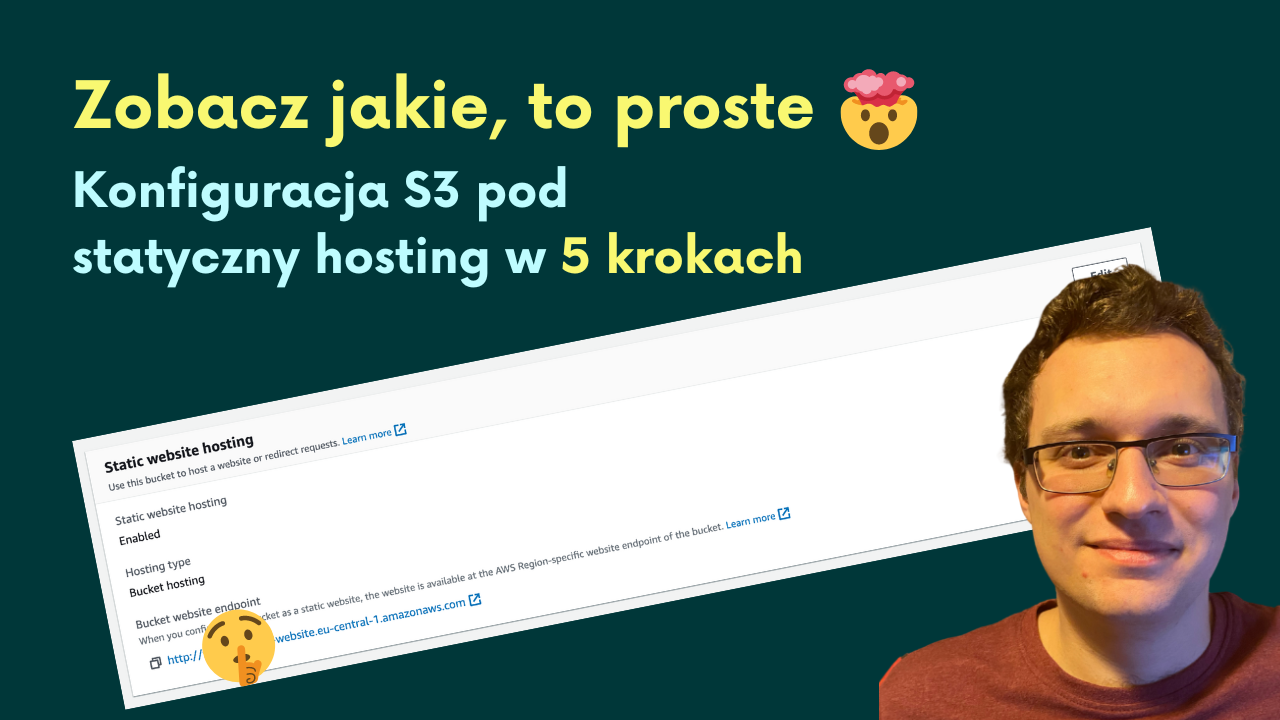 Zobacz jakie, to proste
Konfiguracja S3 pod
statyczny hosting w 5 krokach
Edit
Static website hosting
Use this bucket to host a website or redirect requests. Learn more
Static website hosting
Enabled
Hosting type
Bucket hosting
Bucket website endpoint
When you cket as a static website, the website is available at the AWS Region-specific website endpoint of the bucket. Learn more
http:// website.eu-central-1.amazonaws.com